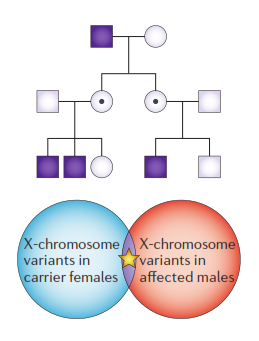 X-chromosome
variants in
carrier females
X-chromosome
variants in
affected males